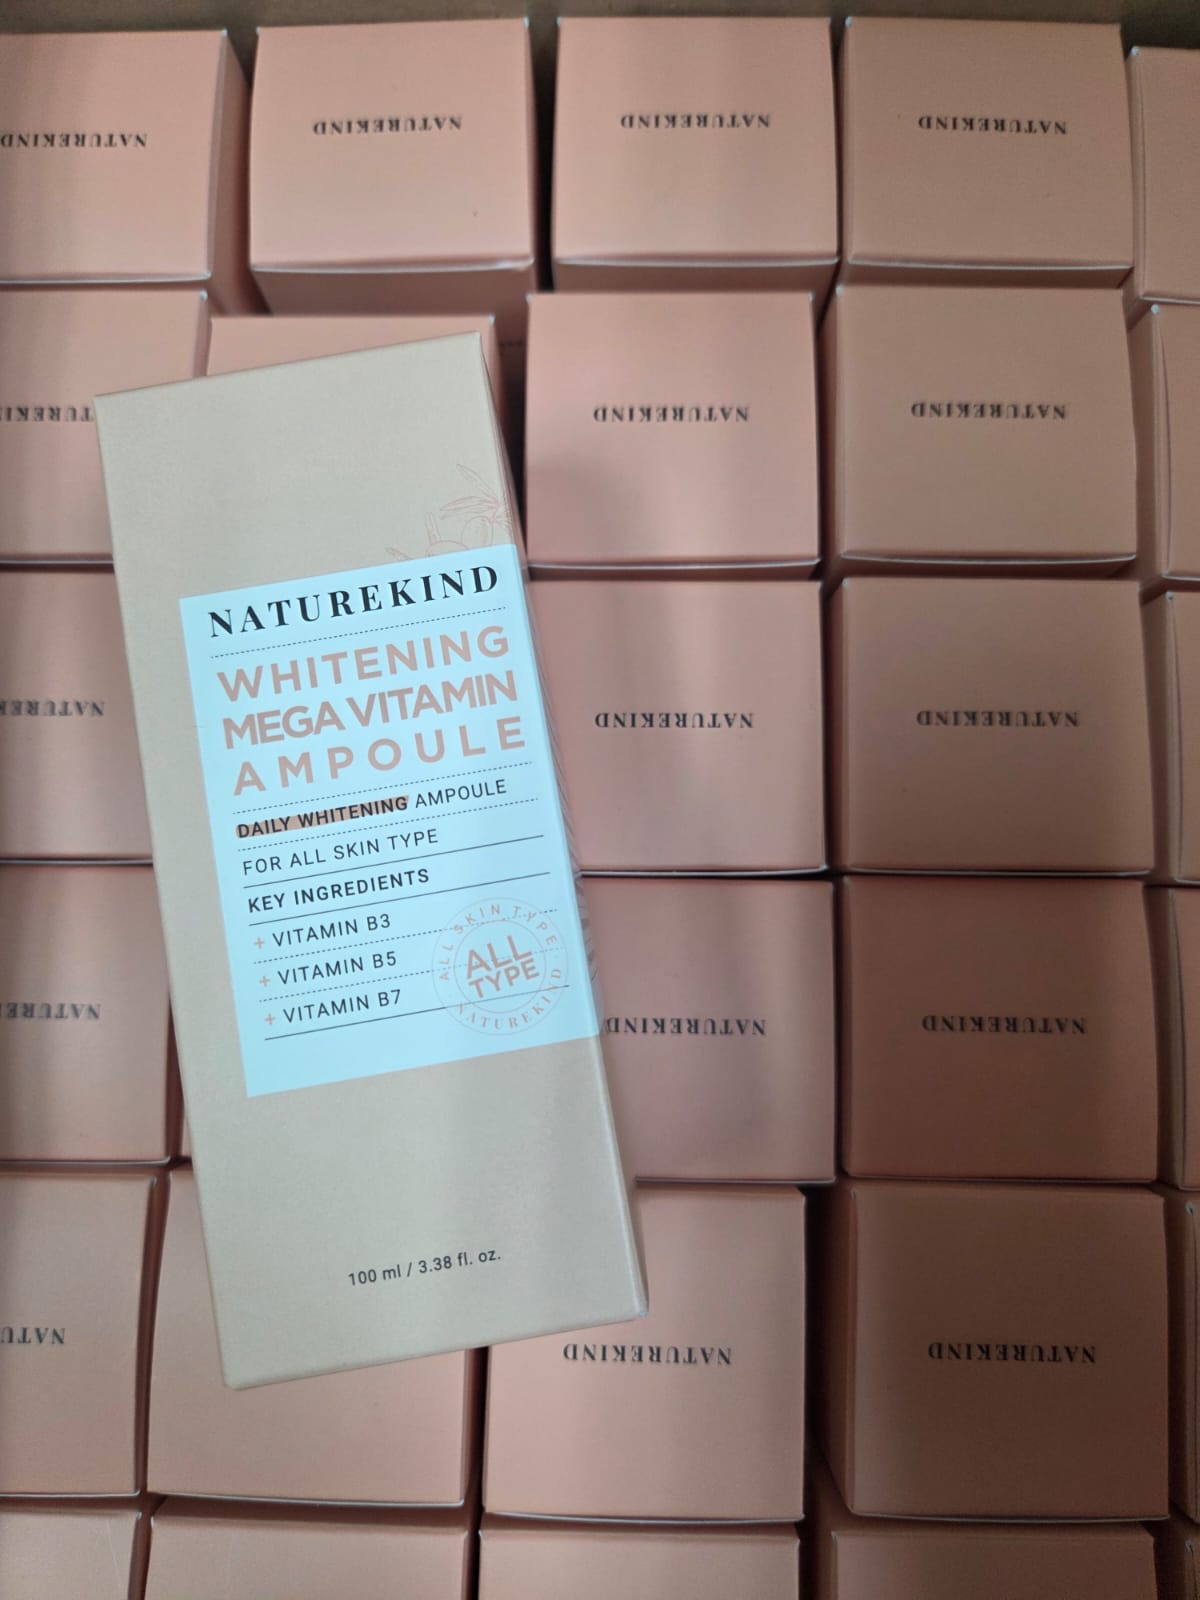 NATUREKIND
NATUREKIND
NATUREKIND
NATUREKIND
NATUREKIND
NATUREKIND
NATUREKIND
WHITENING
MEGA VITAMIN
AMPOULE
DAILY WHITENING AMPOULE
FOR ALL SKIN TYPE
KEY INGREDIENTS
+ VITAMIN B3
+ VITAMIN B5
+ VITAMIN B7
ALL SKIN TYPE
ALL
TYPE
NATUREKIND
100 ml / 3.38 fl. oz.
NATUREKIND
NATUREKIND
NATUREKIND
NATUREKIND
NATUREKIND
NATUREKIND